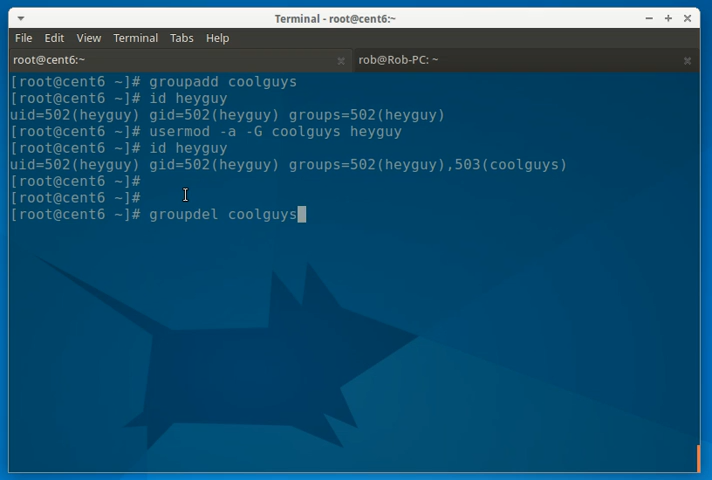 Terminal - root@cent6:~
File Edit View Terminal Tabs Help
root@cent6:~ rob@Rob-PC: ~
[root@cent6 ~]# groupadd coolguys
[root@cent6 ~]# id heyguy
uid=502(heyguy) gid=502(heyguy) groups=502(heyguy)
[root@cent6 ~]# usermod -a -G coolguys heyguy
[root@cent6 ~]# id heyguy
uid=502(heyguy) gid=502(heyguy) groups=502(heyguy),503(coolguys)
[root@cent6 ~]#
[root@cent6 ~]#
[root@cent6 ~]# groupdel coolguys